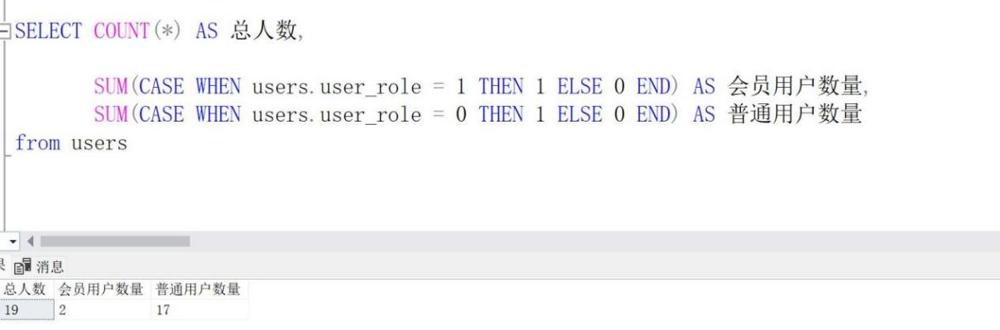 SELECT COUNT(*) AS 总人数,
SUM(CASE WHEN users.user_role = 1 THEN 1 ELSE 0 END) AS 会员用户数量,
SUM(CASE WHEN users.user_role = 0 THEN 1 ELSE 0 END) AS 普通用户数量
from users
消息
总人数 会员用户数量 普通用户数量
19 2 17